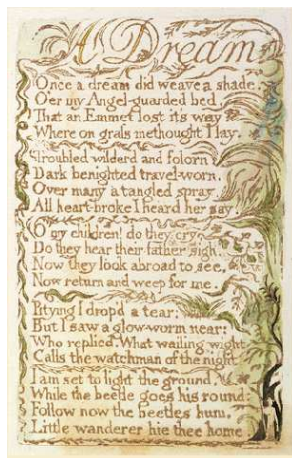 A Dream
Once a dream did weave a shade,
O'er my Angel-guarded bed,
That an Emmet lost its way
Where on grass methought I lay.
Troubled wilderd and folorn
Dark benighted travel-worn,
Over many a tangled spray
All heart-broke I heard her say.
O my children! do they cry,
Do they hear their father sigh.
Now they look abroad to see,
Now return and weep for me.
Pitying I dropd a tear:
But I saw a glow-worm near:
Who replied. What wailing wight
Calls the watchman of the night.
I am set to light the ground,
While the beetle goes his round:
Follow now the beetles hum,
Little wanderer hie thee home.